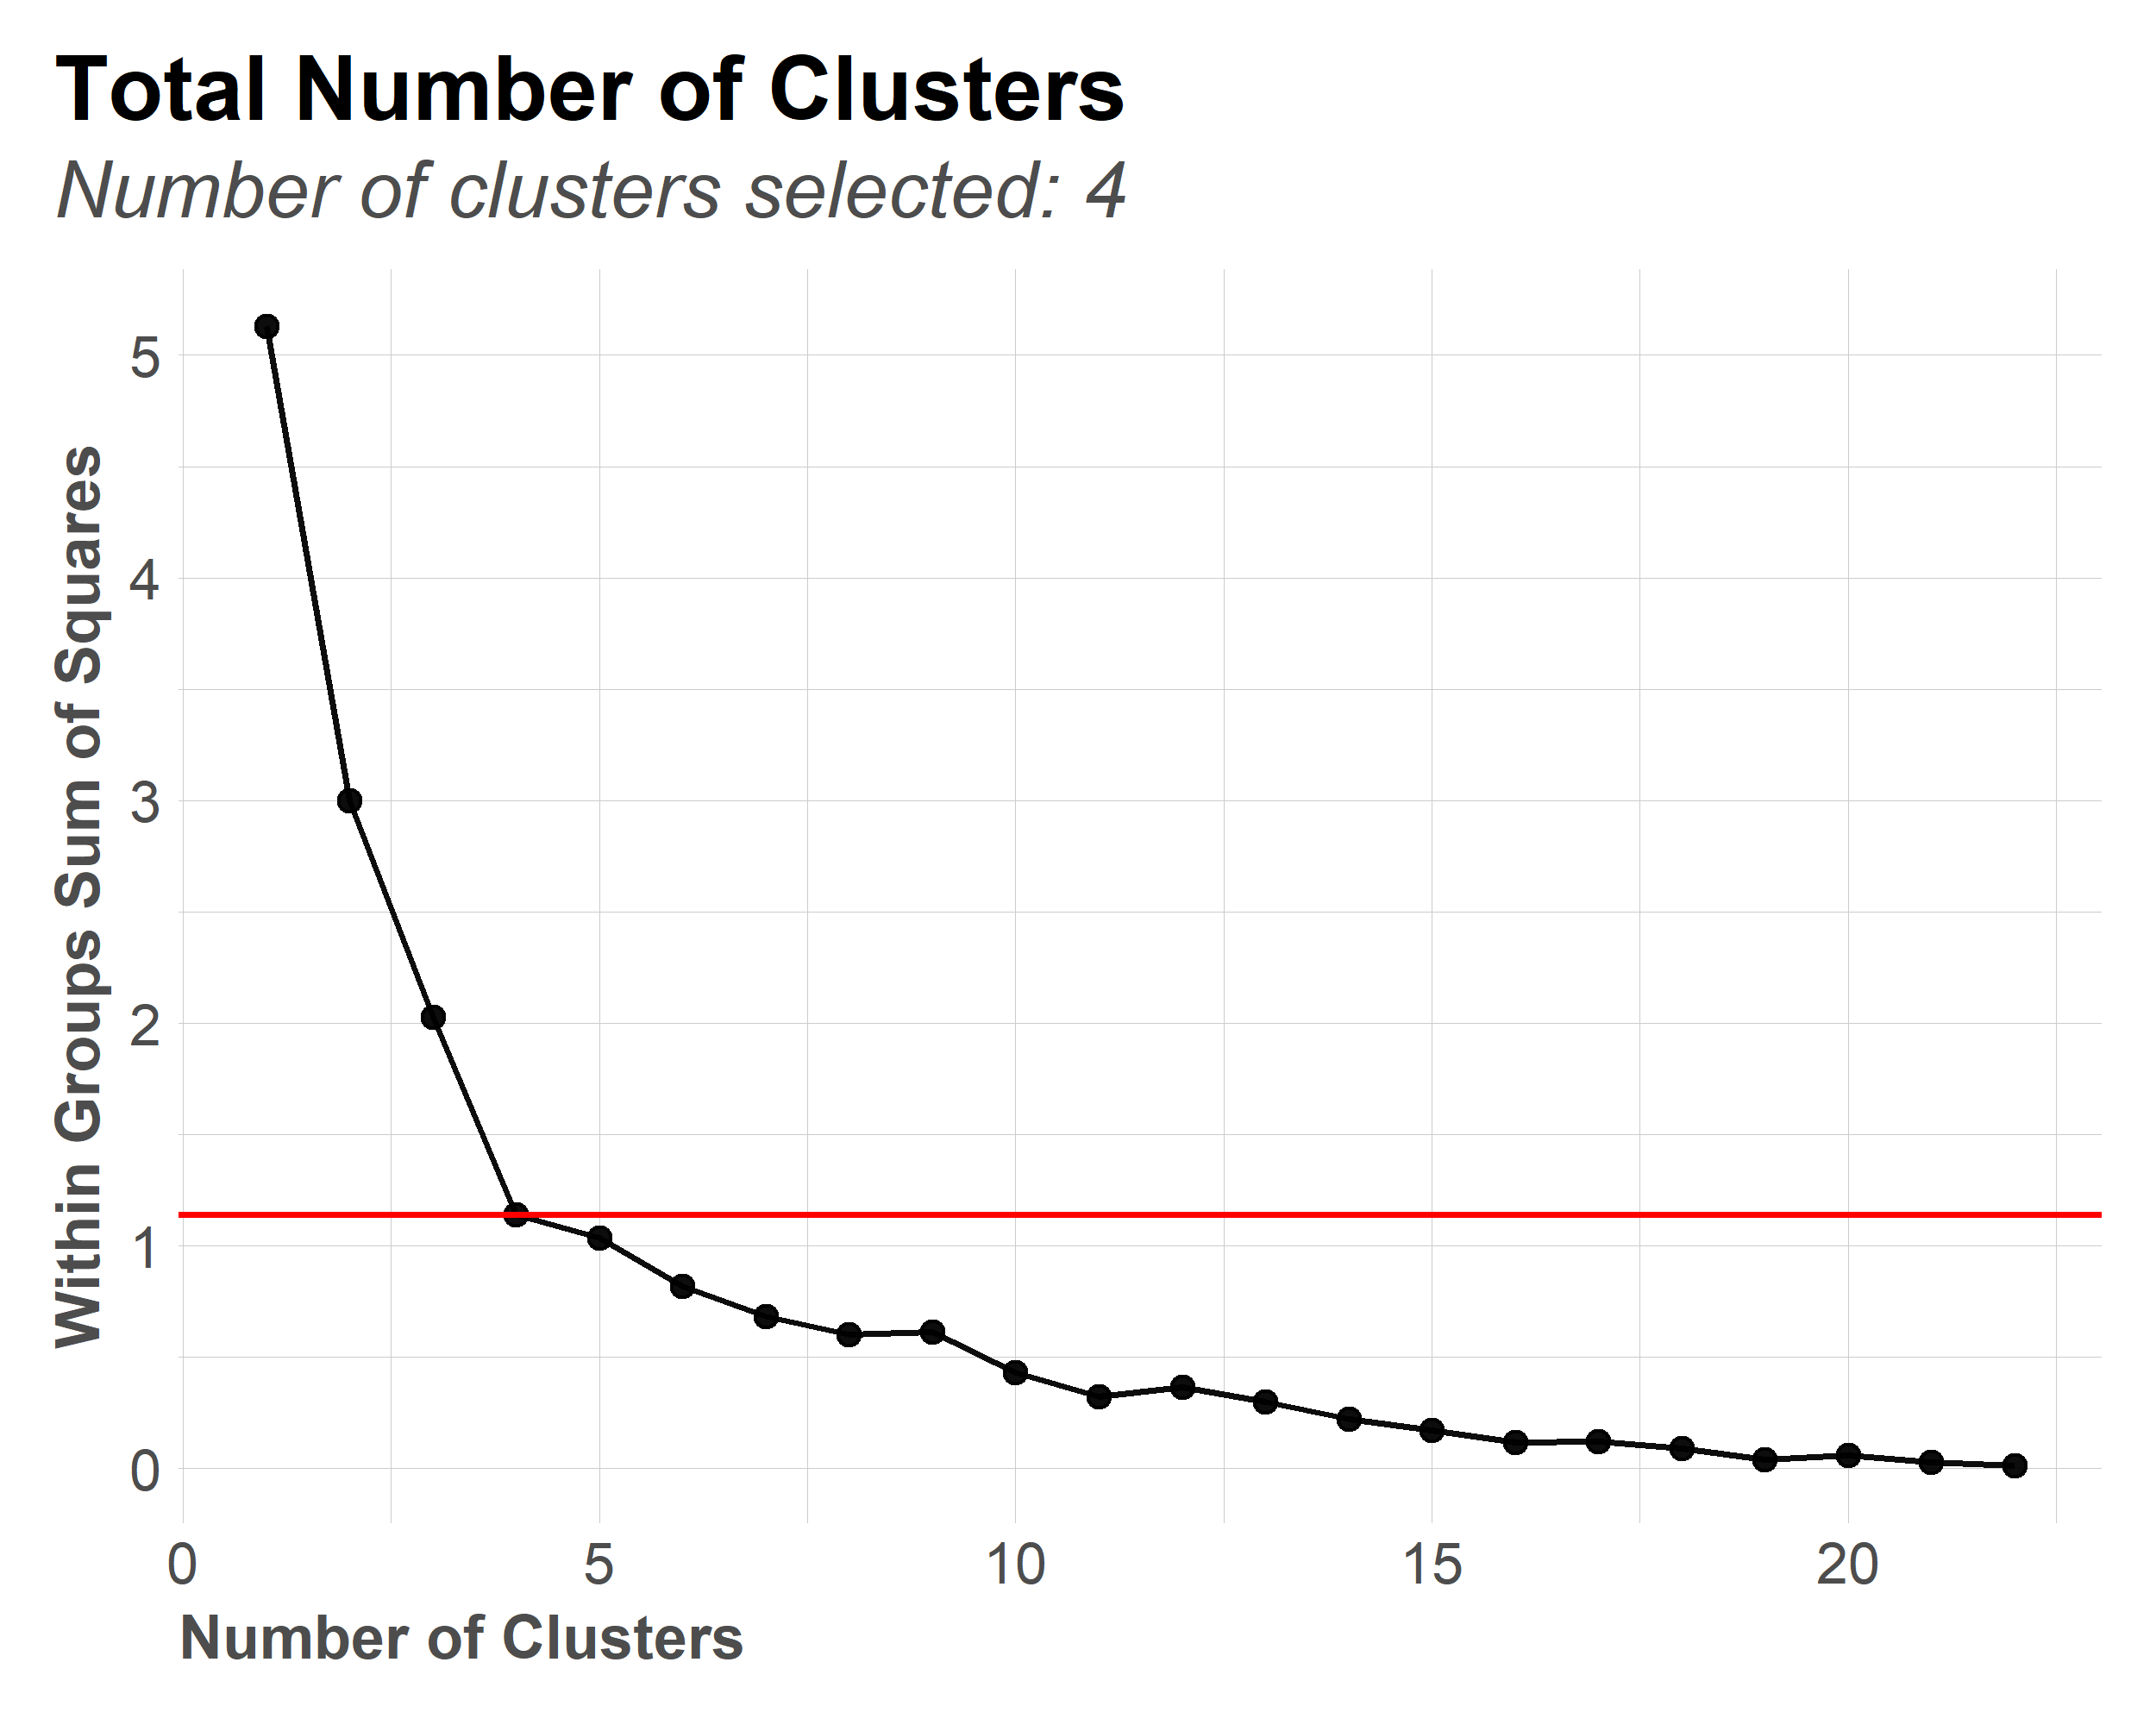 Total Number of Clusters
Number of clusters selected: 4
Within Groups Sum of Squares
5
4
3
2
1
0
0 5 10 15 20
Number of Clusters